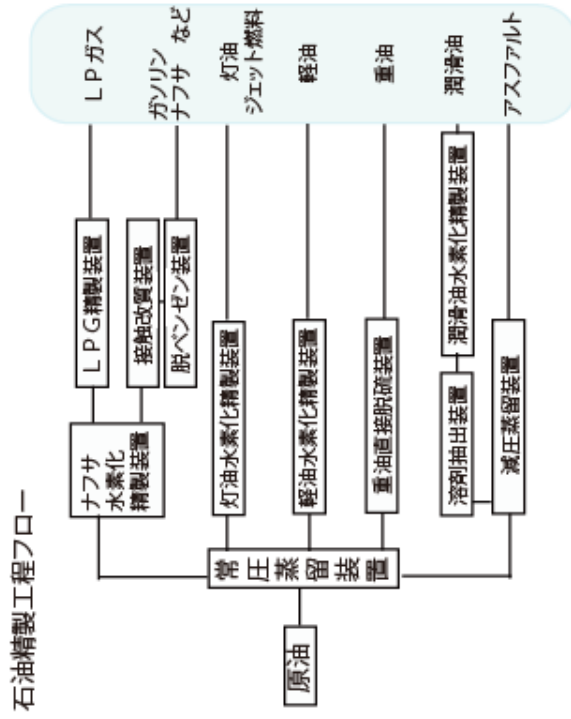 石油精製工程フロー
原油
常圧蒸留装置
ナフサ
水素化
精製装置
LPG精製装置
LPガス
接触改質装置
脱ベンゼン装置
ガソリン
ナフサ など
灯油水素化精製装置
灯油
ジェット燃料
軽油水素化精製装置
軽油
重油直接脱硫装置
重油
溶剤抽出装置
潤滑油水素化精製装置
潤滑油
減圧蒸留装置
アスファルト